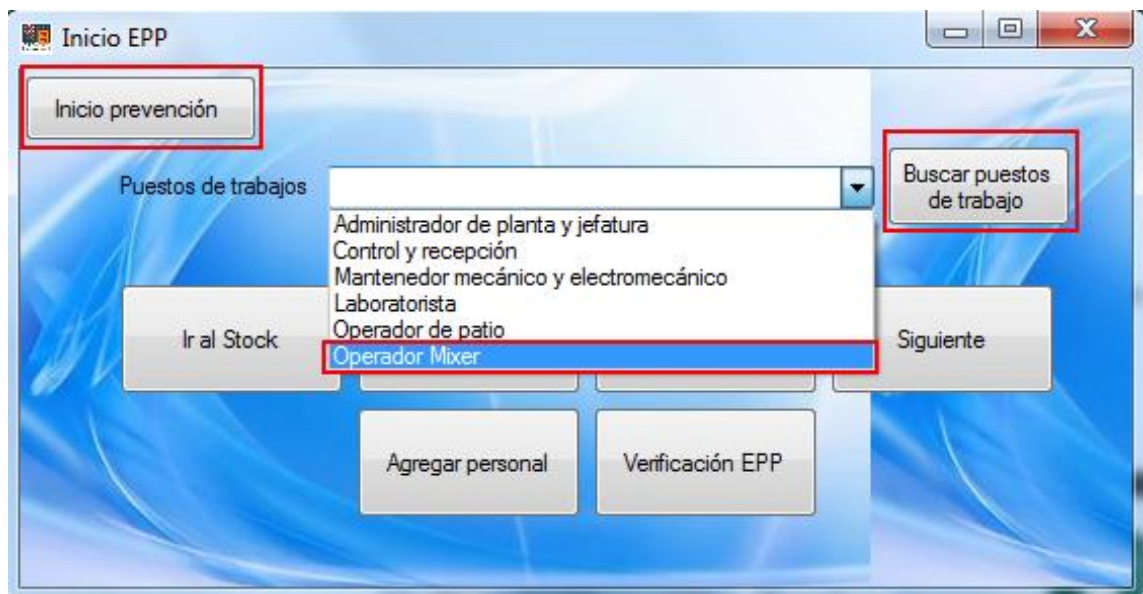 Inicio EPP
Inicio prevención
Puestos de trabajos
Buscar puestos
de trabajo
Administrador de planta y jefatura
Control y recepción
Mantenedor mecánico y electromecánico
Laboratorista
Operador de patio
Operador Mixer
Ir al Stock
Siguiente
Agregar personal
Verificación EPP